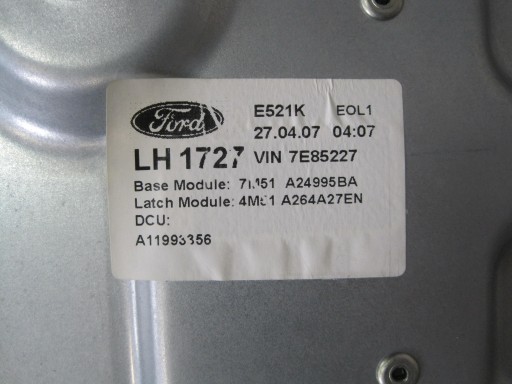 Ford
E521K EOL1
27.04.07 04:07
LH 1727 VIN 7E85227
Base Module: A24995BA
Latch Module: 4M51 A264A27EN
DCU:
A11993356